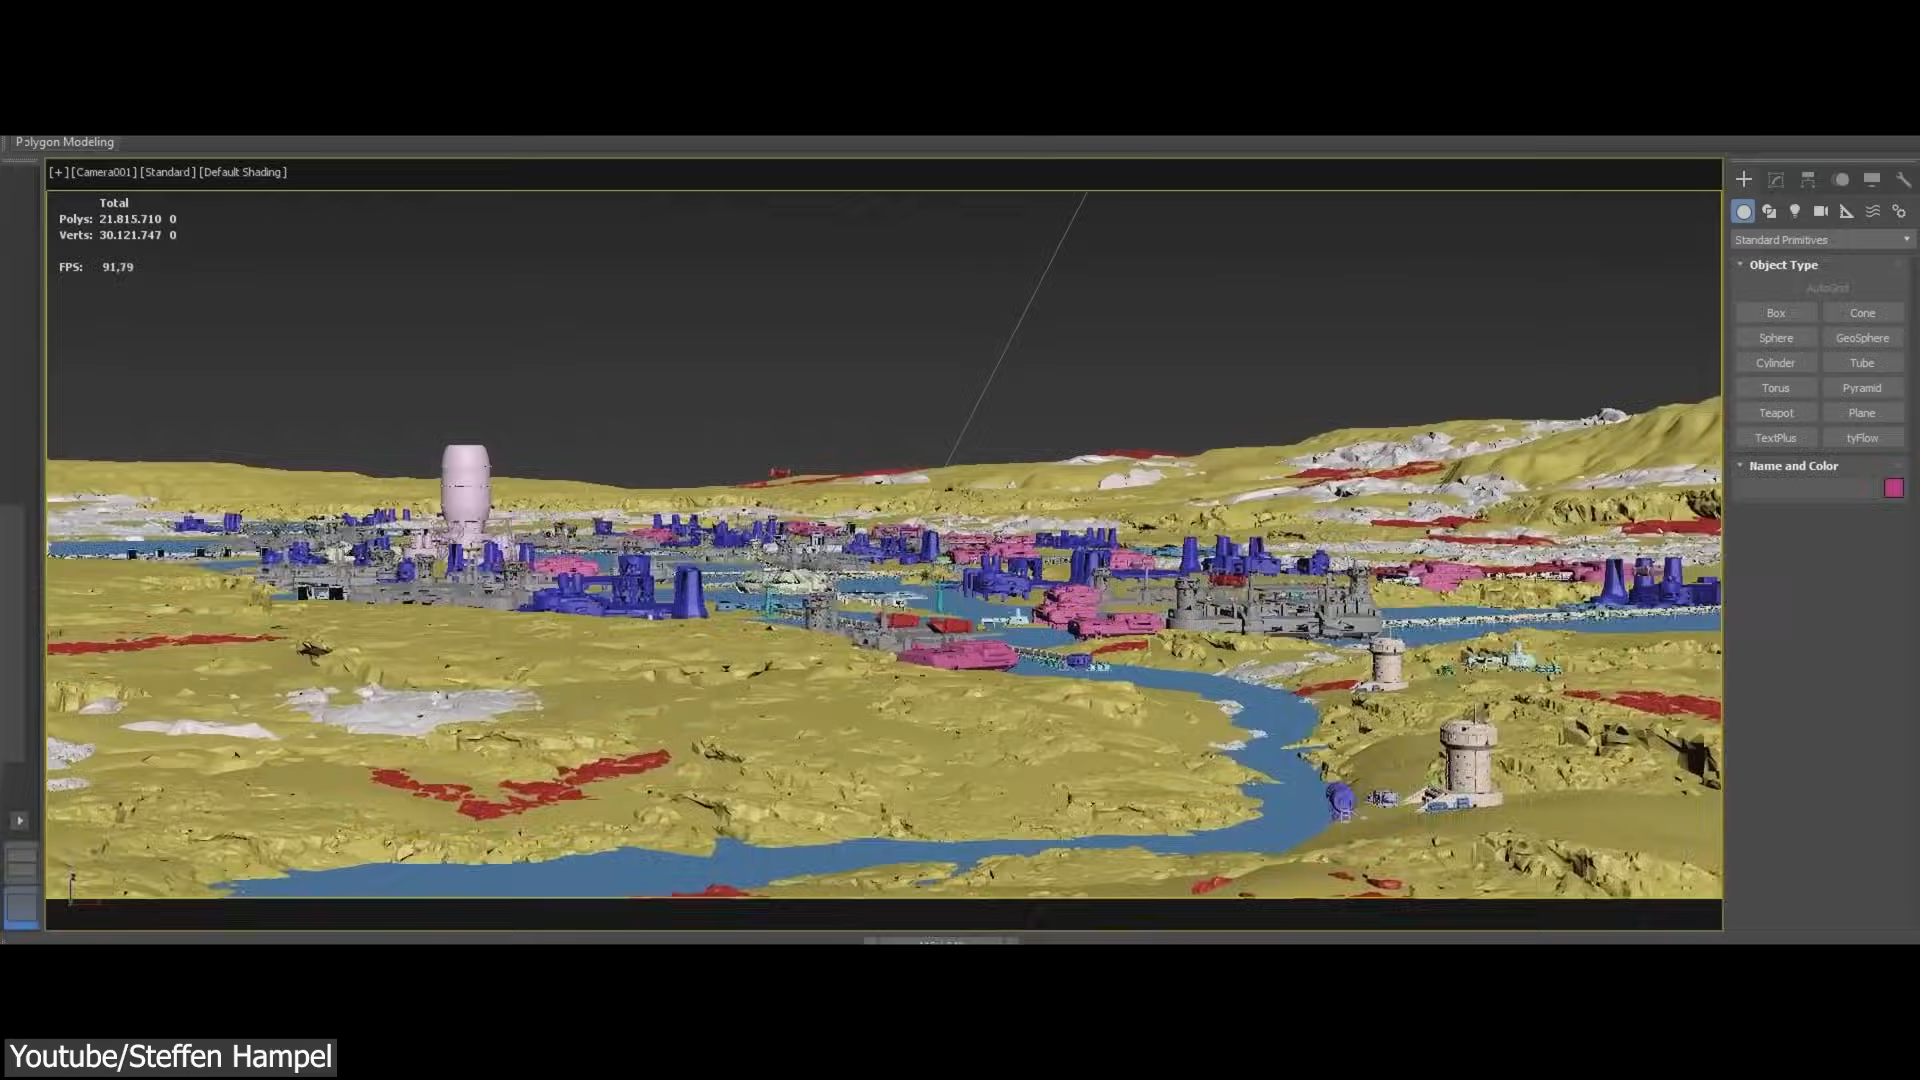 Polygon Modeling
[+] [Camera001] [Standard] [Default Shading]
Total
Polys: 21.815.710 0
Verts: 30.121.747 0
FPS: 91,79
Standard Primitives
Object Type
AutoGrid
Box Cone
Sphere GeoSphere
Cylinder Tube
Torus Pyramid
Teapot Plane
TextPlus tyFlow
Name and Color
z
Youtube/Steffen Hampel